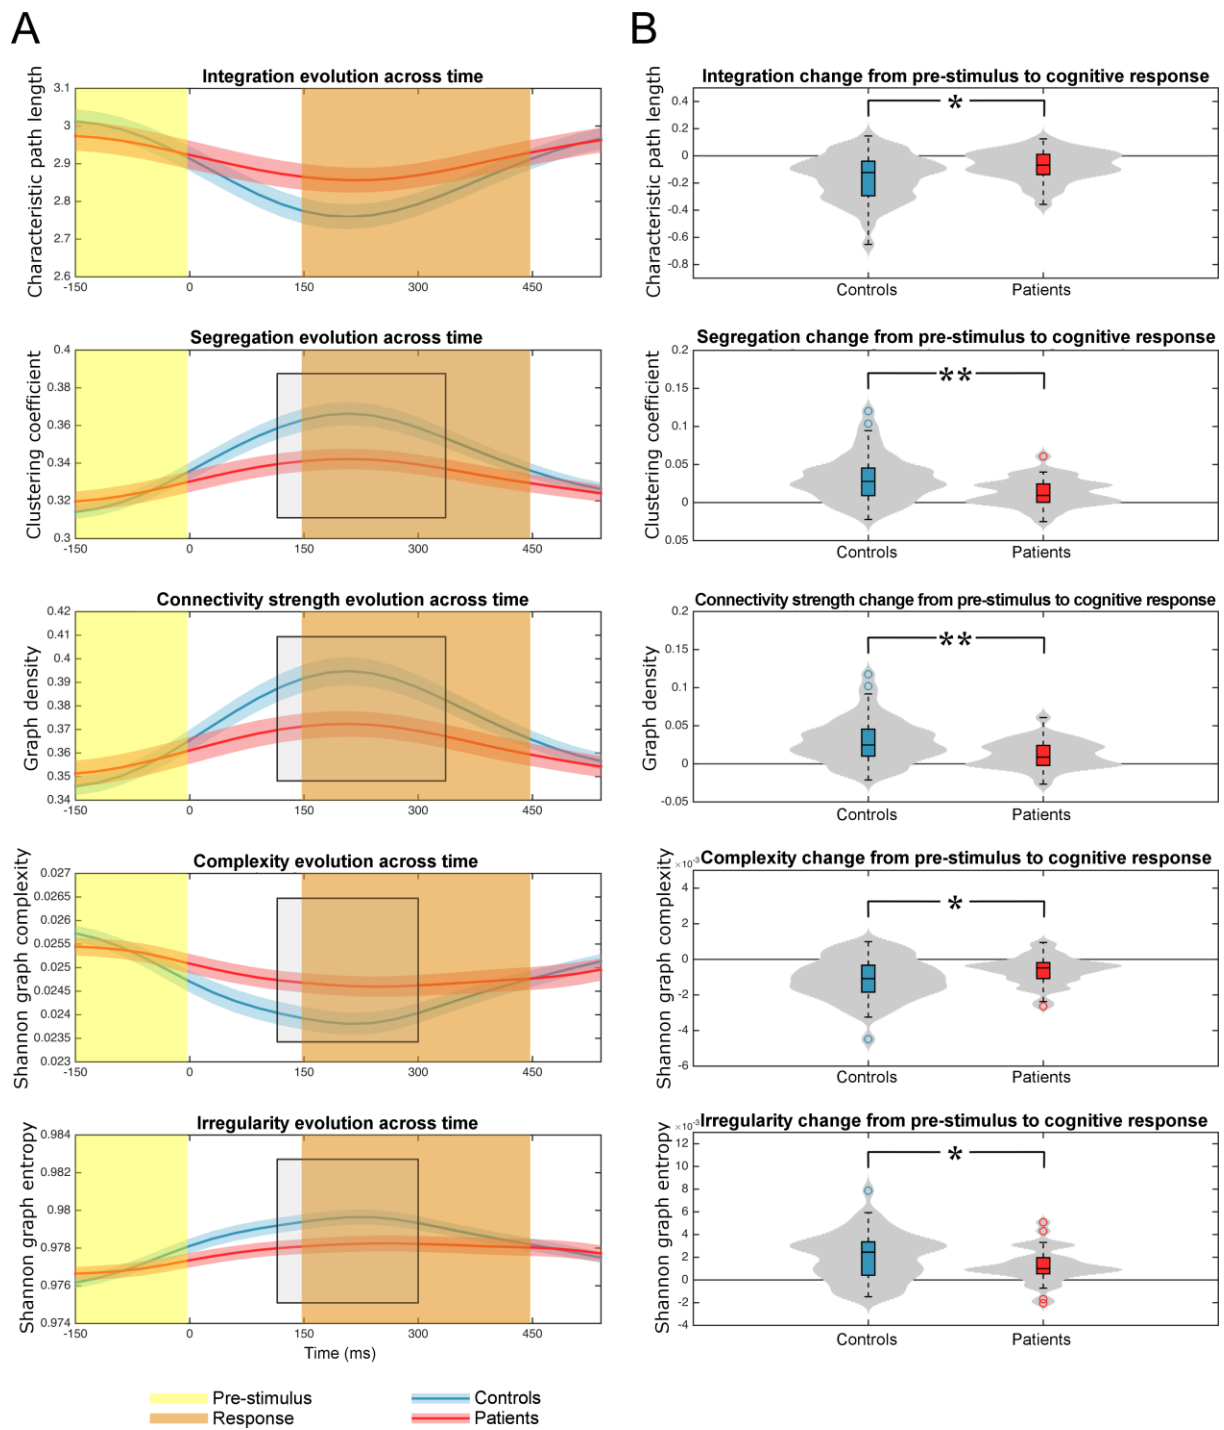 A
Integration evolution across time
Characteristic path length
3.1
3
2.9
2.8
2.7
2.6
-150
0
150
300
450
Segregation evolution across time
Clustering coefficient
0.4
0.38
0.36
0.34
0.32
0.3
-150
0
150
300
450
Connectivity strength evolution across time
Graph density
0.42
0.41
0.4
0.39
0.38
0.37
0.36
0.35
0.34
-150
0
150
300
450
Complexity evolution across time
Shannon graph complexity
0.027
0.0265
0.026
0.0255
0.025
0.0245
0.024
0.0235
0.023
-150
0
150
300
450
Irregularity evolution across time
Shannon graph entropy
0.984
0.982
0.98
0.978
0.976
0.974
-150
0
150
300
450
Time (ms)
Pre-stimulus
Response
Controls
Patients
B
Integration change from pre-stimulus to cognitive response
Characteristic path length
0.4
0.2
0
-0.2
-0.4
-0.6
-0.8
*
Controls
Patients
Segregation change from pre-stimulus to cognitive response
Clustering coefficient
0.2
0.15
0.1
0.05
0
0.05
**
Controls
Patients
Connectivity strength change from pre-stimulus to cognitive response
Graph density
0.2
0.15
0.1
0.05
0
-0.05
**
Controls
Patients
Complexity change from pre-stimulus to cognitive response
Shannon graph complexity
×10-3
4
2
0
-2
-4
-6
*
Controls
Patients
Irregularity change from pre-stimulus to cognitive response
Shannon graph entropy
×10-3
12
10
8
6
4
2
0
-2
-4
*
Controls
Patients